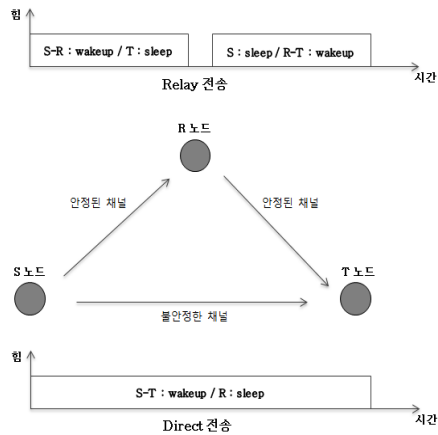 힘
S-R : wakeup / T : sleep
S : sleep / R-T : wakeup
시간
Relay 전송
R 노드
안정된 채널
안정된 채널
S 노드
T 노드
불안정한 채널
힘
S-T : wakeup / R : sleep
시간
Direct 전송